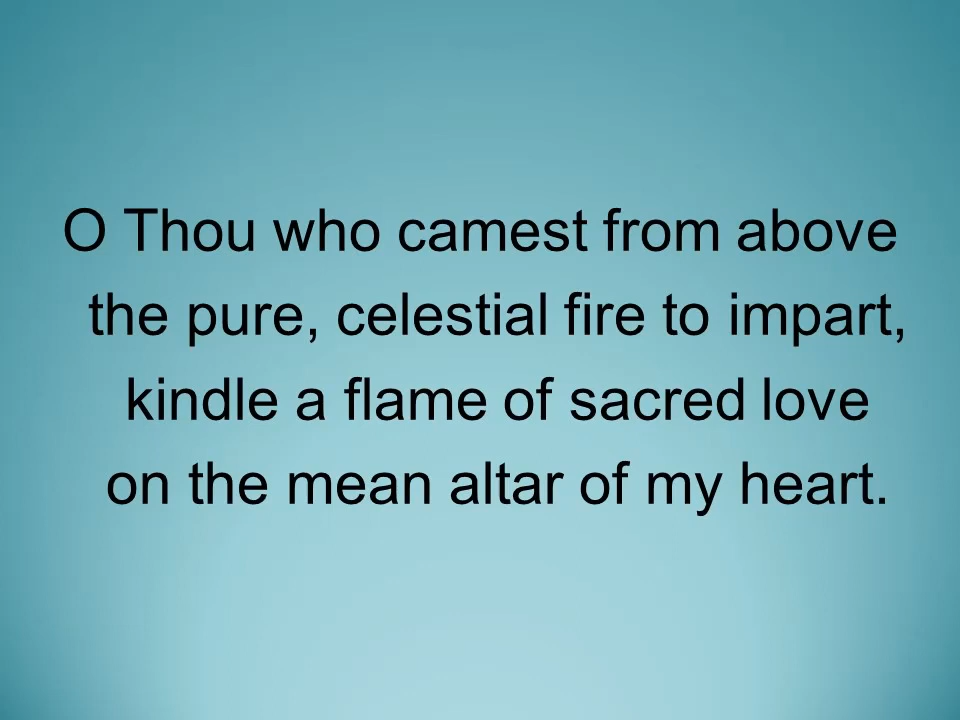 O Thou who camest from above
the pure, celestial fire to impart,
kindle a flame of sacred love
on the mean altar of my heart.